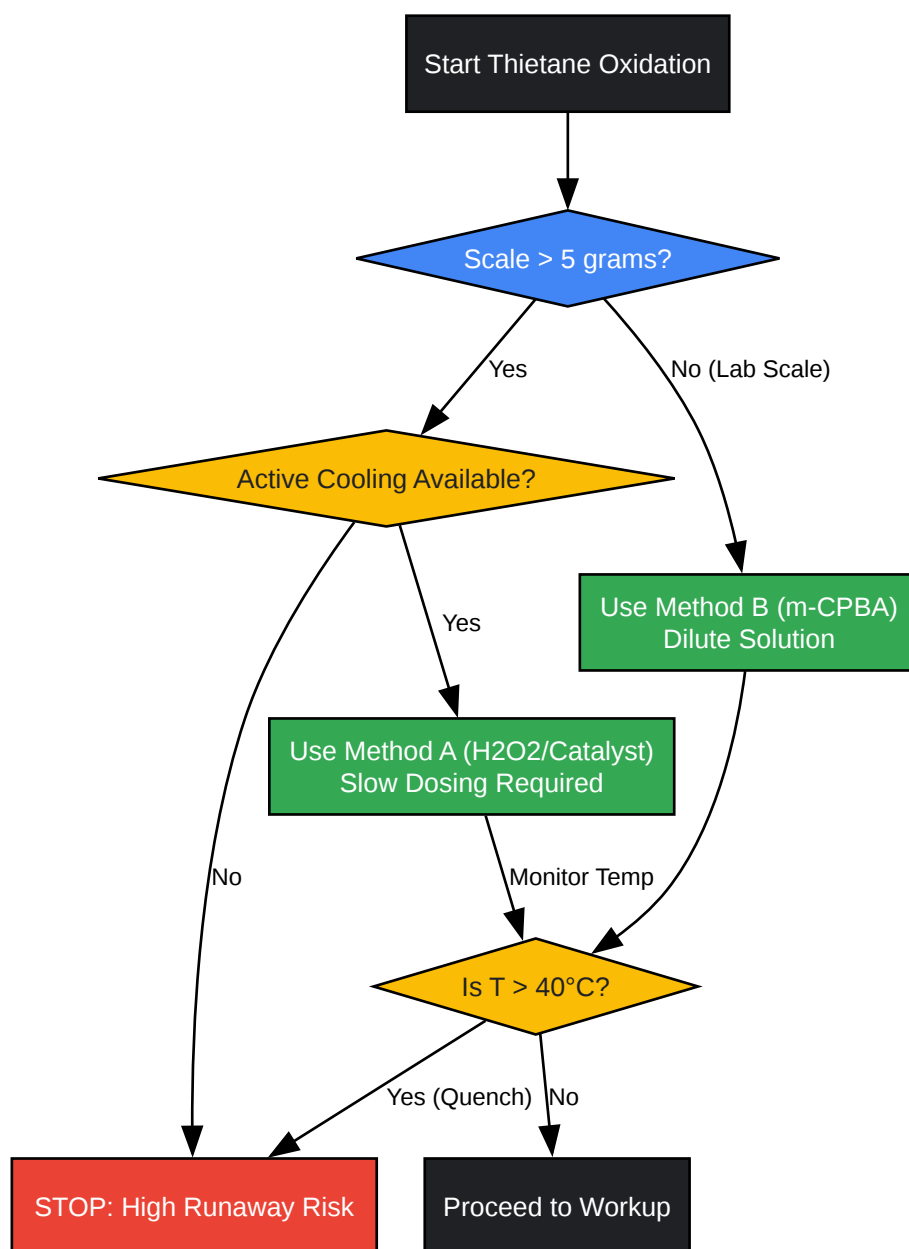 Start Thietane Oxidation
Scale > 5 grams?
Yes
No (Lab Scale)
Active Cooling Available?
Use Method B (m-CPBA)
Dilute Solution
Yes
Use Method A (H2O2/Catalyst)
Slow Dosing Required
No
Monitor Temp
Is T > 40°C?
Yes (Quench)
No
STOP: High Runaway Risk
Proceed to Workup